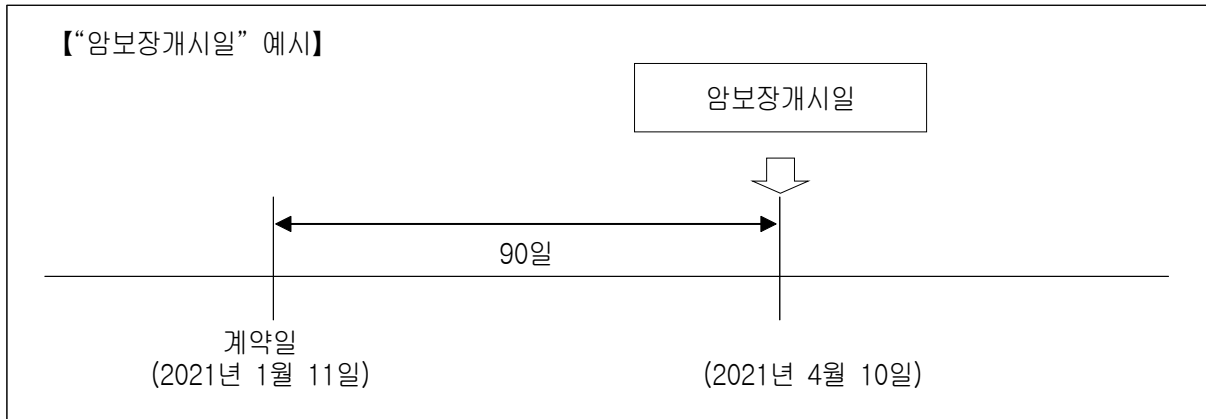 【“암보장개시일” 예시】
암보장개시일
90일
계약일
(2021년 1월 11일)
(2021년 4월 10일)